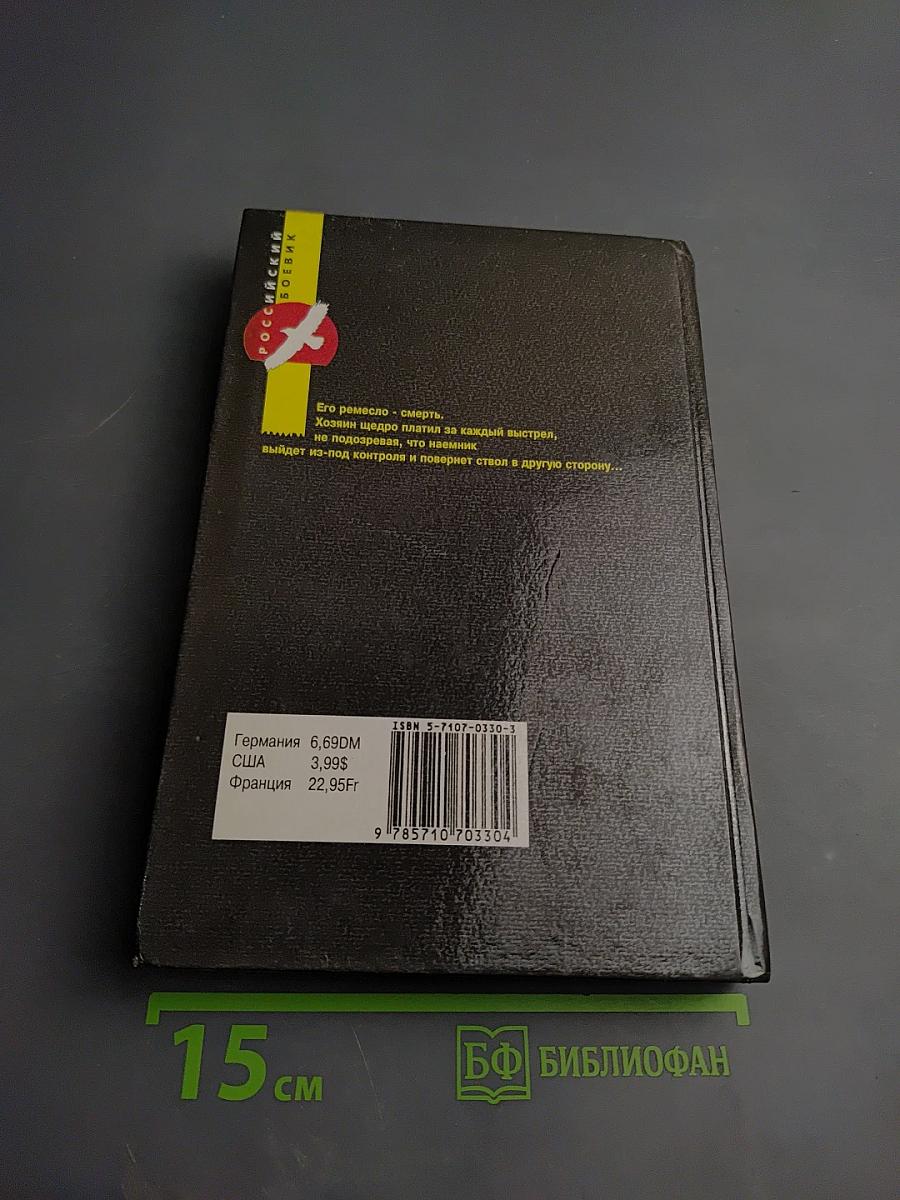 РОССИЙСКИЙ
БОЕВИК
Его ремесло - смерть.
Хозяин щедро платил за каждый выстрел,
не подозревая, что наемник
выйдет из-под контроля и повернет ствол в другую сторону...
ISBN 5-7107-0330-3
Германия 6,69DM
США 3,99$
Франция 22,95Fr
9 785710 703304
15 см
БФ БИБЛИОФАН